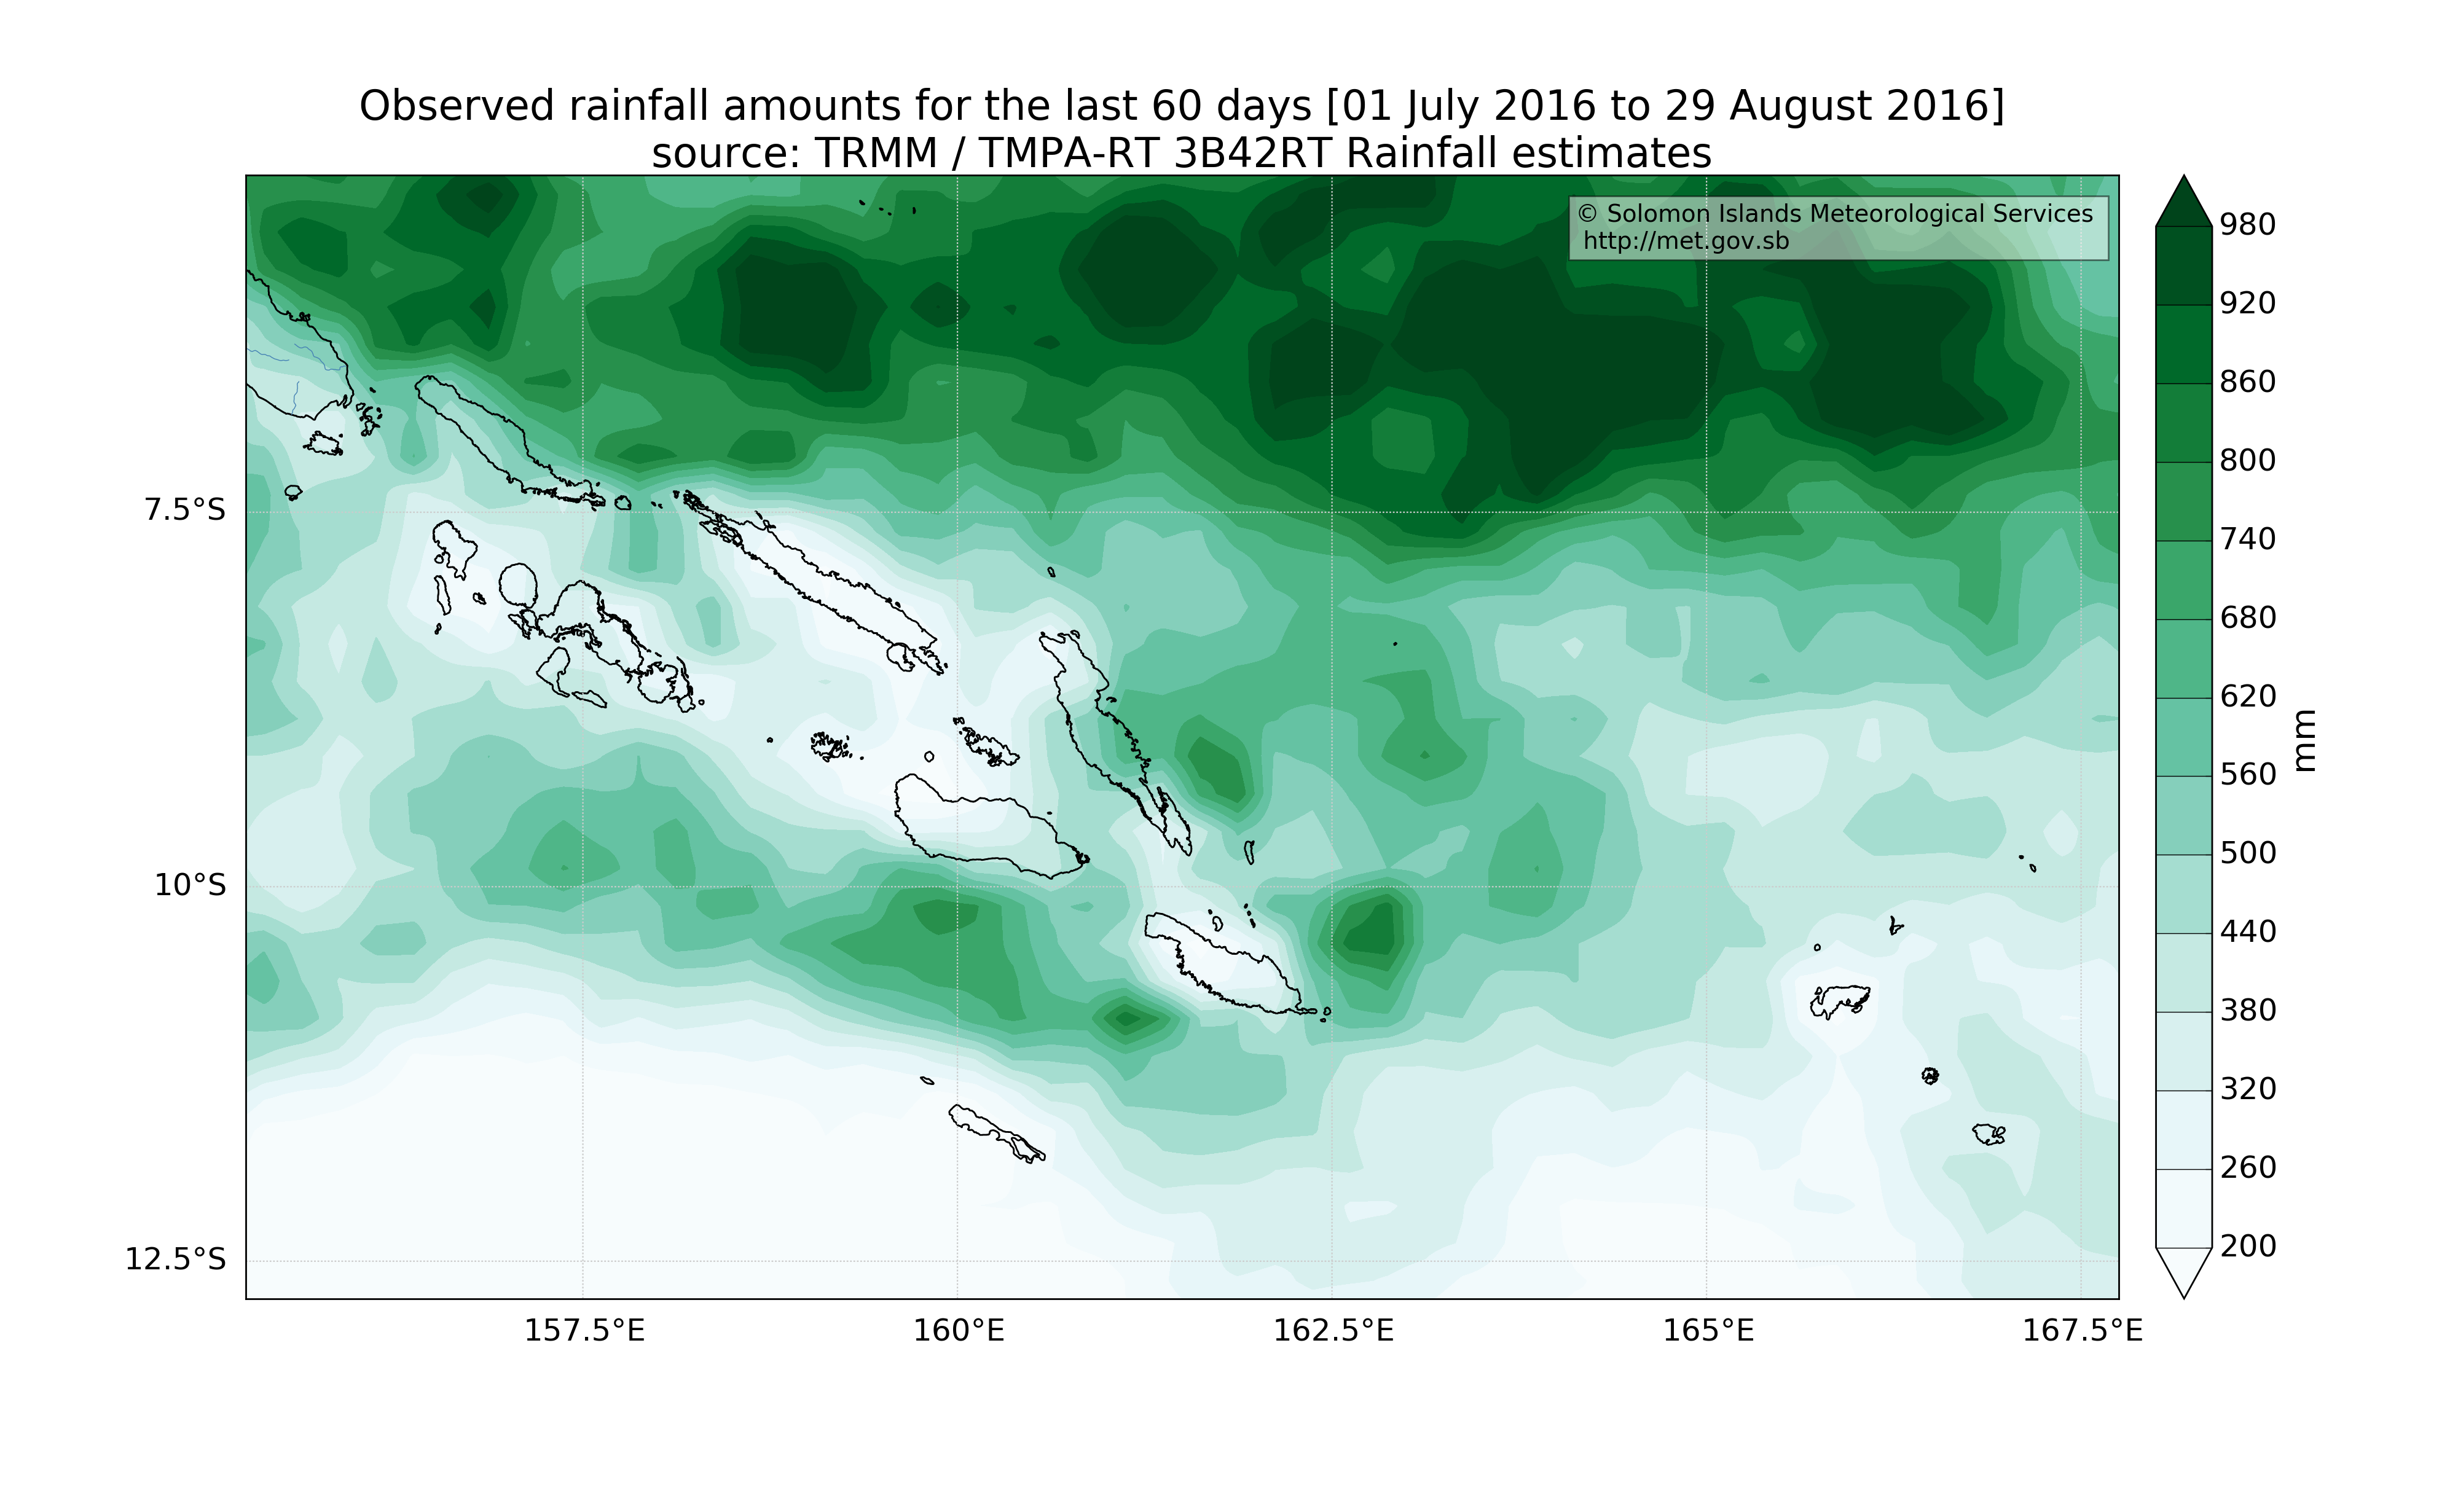 Observed rainfall amounts for the last 60 days [01 July 2016 to 29 August 2016]
source: TRMM / TMPA-RT 3B42RT Rainfall estimates
© Solomon Islands Meteorological Services
http://met.gov.sb
7.5°S
10°S
12.5°S
157.5°E
160°E
162.5°E
165°E
167.5°E
980
920
860
800
740
680
620
560
500
440
380
320
260
200
mm